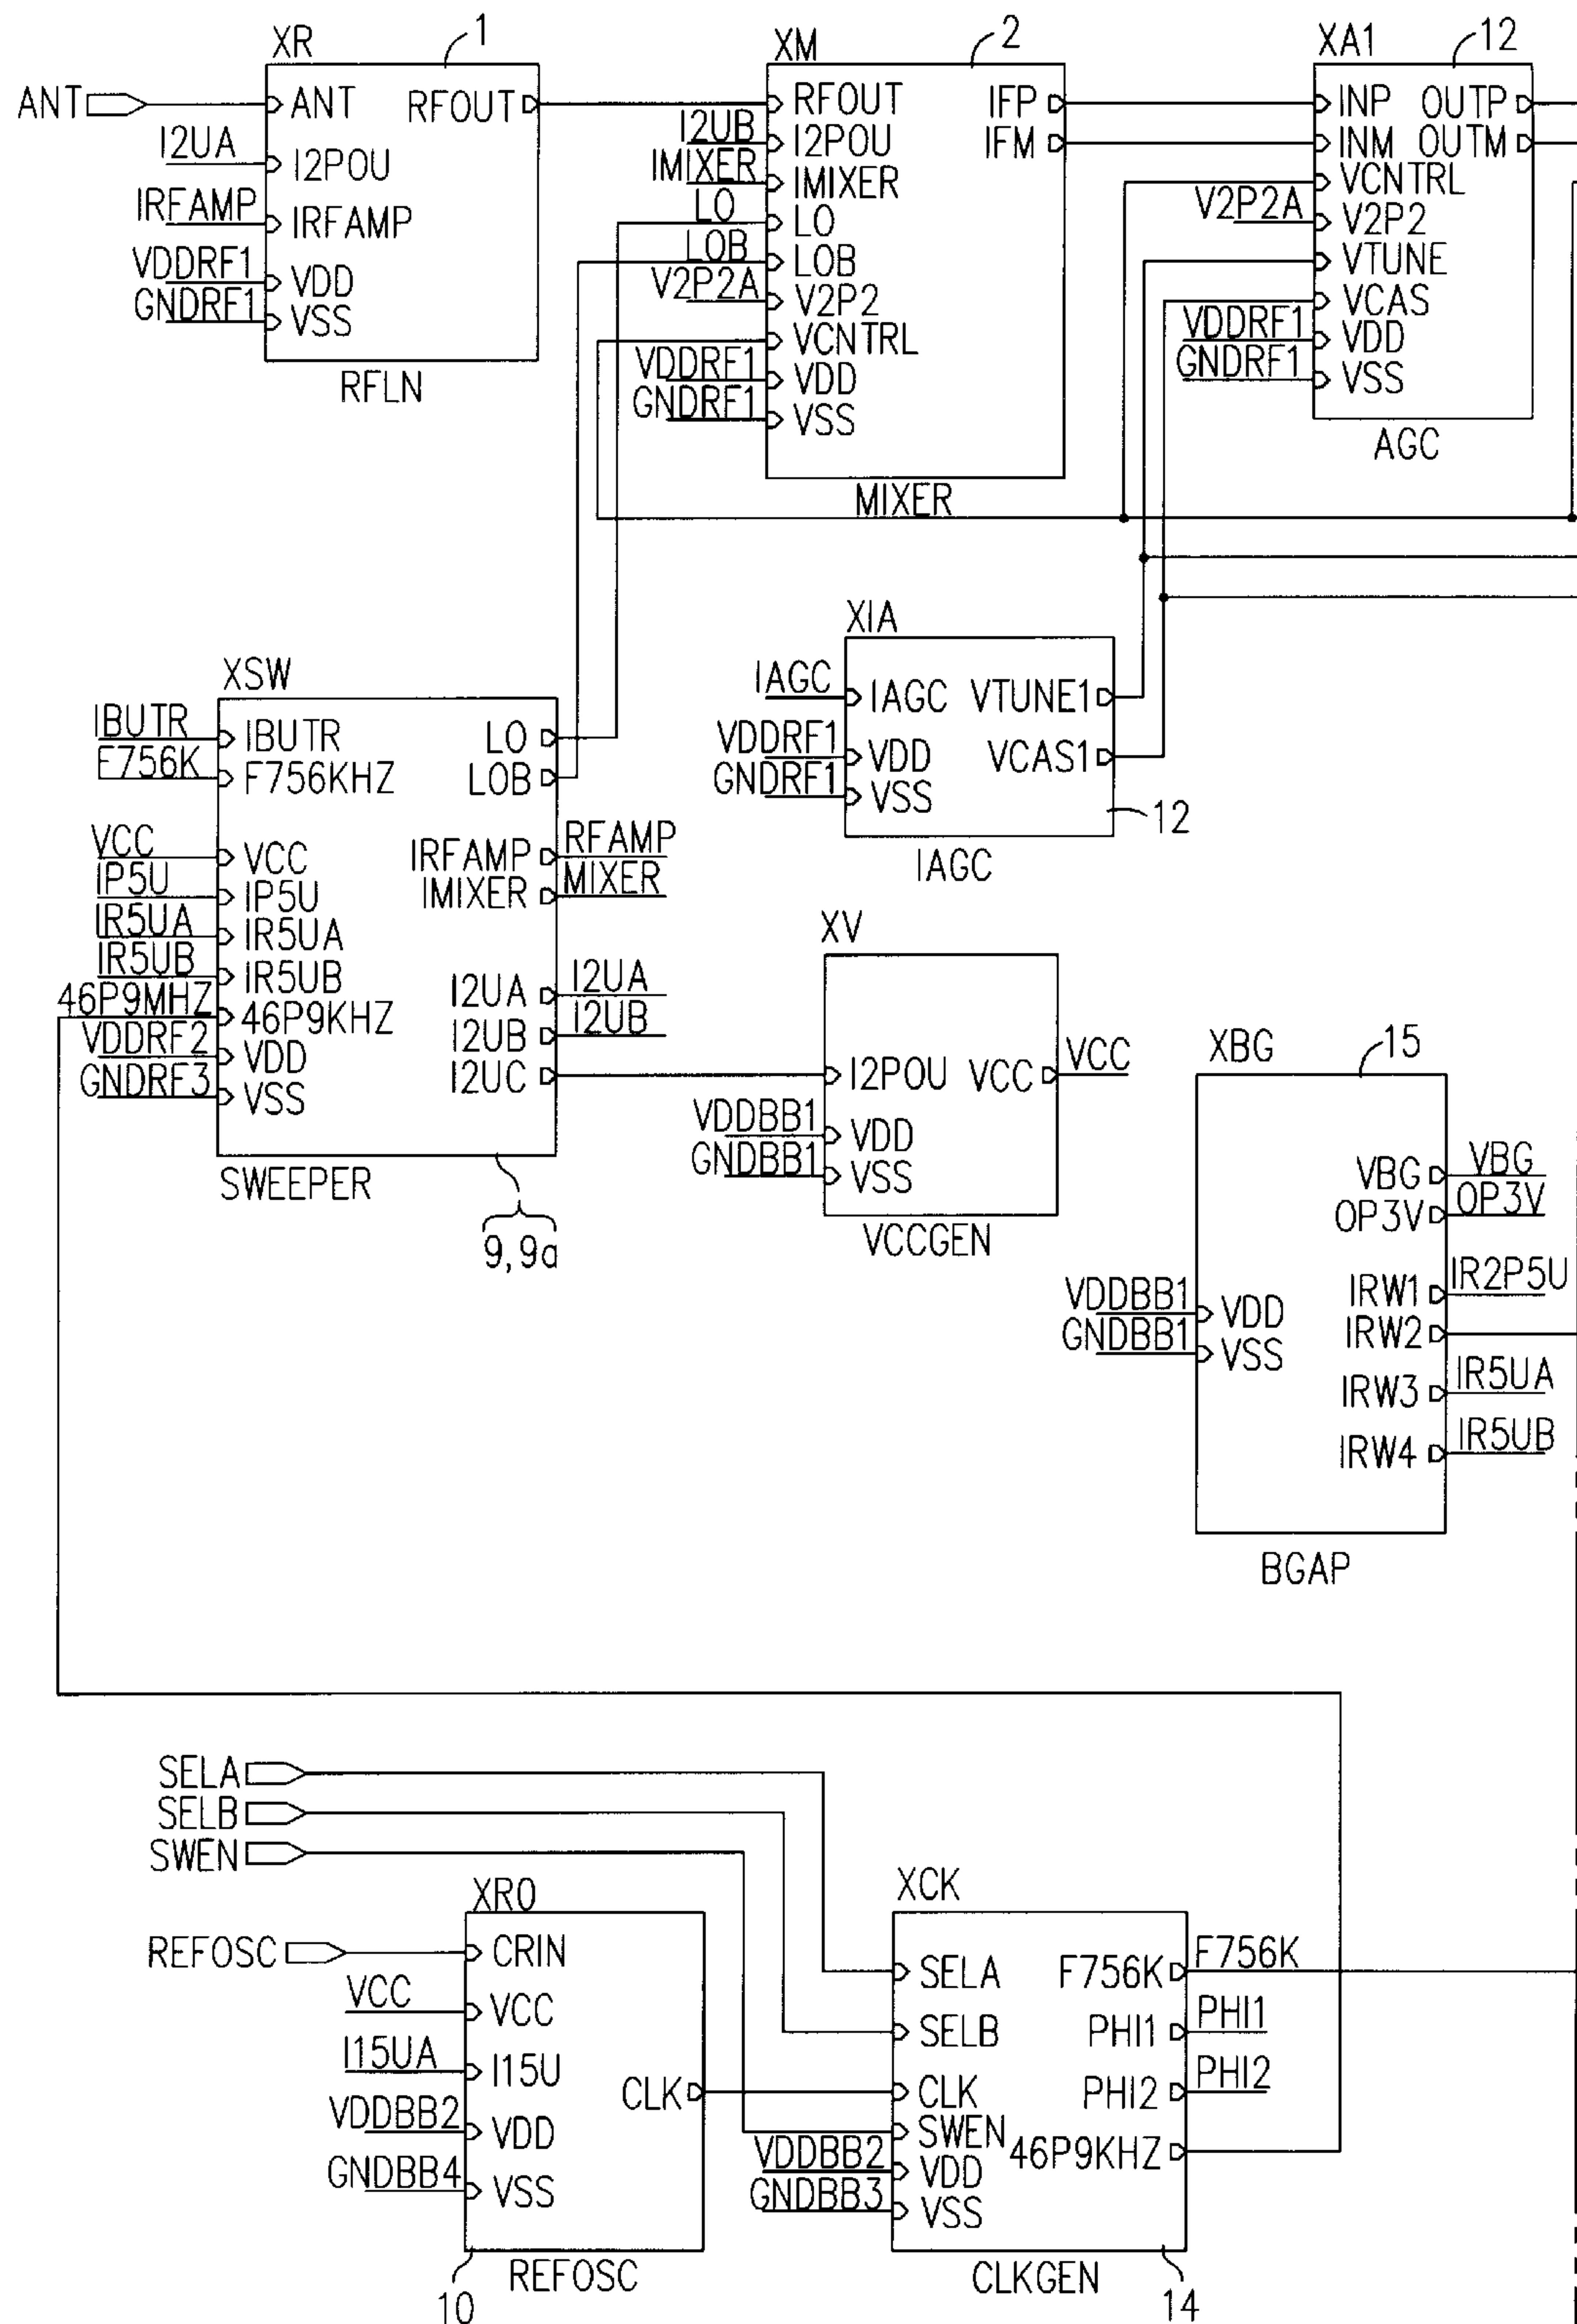 XR
1
ANT
ANT
RFOUT
I2UA
I2POU
IRFAMP
IRFAMP
VDDRF1
VDD
GNDRF1
VSS
RFLN
XM
2
RFOUT
IFP
I2UB
I2POU
IFM
IMIXER
IMIXER
LO
LO
LOB
LOB
V2P2A
V2P2
VCNTRL
VDDRF1
VDD
GNDRF1
VSS
MIXER
XA1
12
INP
OUTP
INM
OUTM
VCNTRL
V2P2A
V2P2
VTUNE
VCAS
VDDRF1
VDD
GNDRF1
VSS
AGC
XIA
IAGC
IAGC
VTUNE1
VDDRF1
VDD
VCAS1
GNDRF1
VSS
12
IAGC
XSW
IBUTR
IBUTR
LO
F756K
F756KHZ
LOB
VCC
VCC
IRFAMP
RFAMP
IP5U
IP5U
IMIXER
MIXER
IR5UA
IR5UA
IR5UB
IR5UB
I2UA
I2UA
46P9MHZ
46P9KHZ
I2UB
I2UB
VDDRF2
VDD
I2UC
GNDRF3
VSS
SWEEPER
9,9a
XV
I2POU
VCC
VCC
VDDBB1
VDD
GNDBB1
VSS
VCCGEN
XBG
15
VBG
VBG
OP3V
OP3V
VDDBB1
VDD
IRW1
IR2P5U
GNDBB1
VSS
IRW2
IRW3
IR5UA
IRW4
IR5UB
BGAP
SELA
SELB
SWEN
XRO
REFOSC
CRIN
VCC
VCC
I15UA
I15U
CLK
VDDBB2
VDD
GNDBB4
VSS
10
REFOSC
XCK
SELA
F756K
F756K
SELB
PHI1
PHI1
CLK
PHI2
PHI2
SWEN
46P9KHZ
VDDBB2
VDD
GNDBB3
VSS
CLKGEN
14